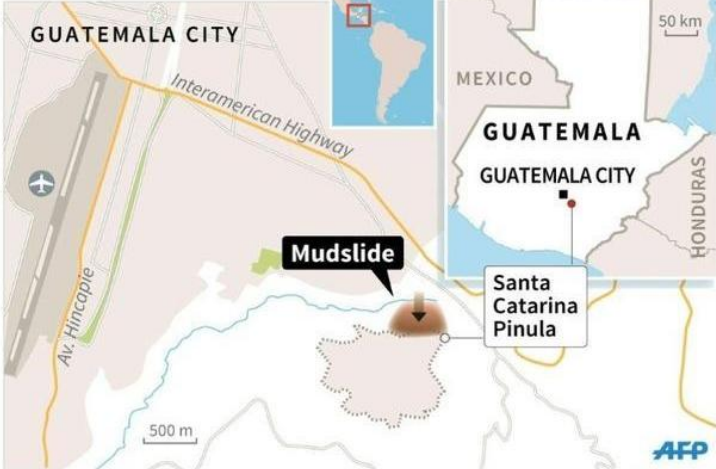 GUATEMALA CITY
Interamerican Highway
Av. Hincapie
Mudslide
500 m
50 km
MEXICO
GUATEMALA
GUATEMALA CITY
HONDURAS
Santa
Catarina
Pinula
AFP